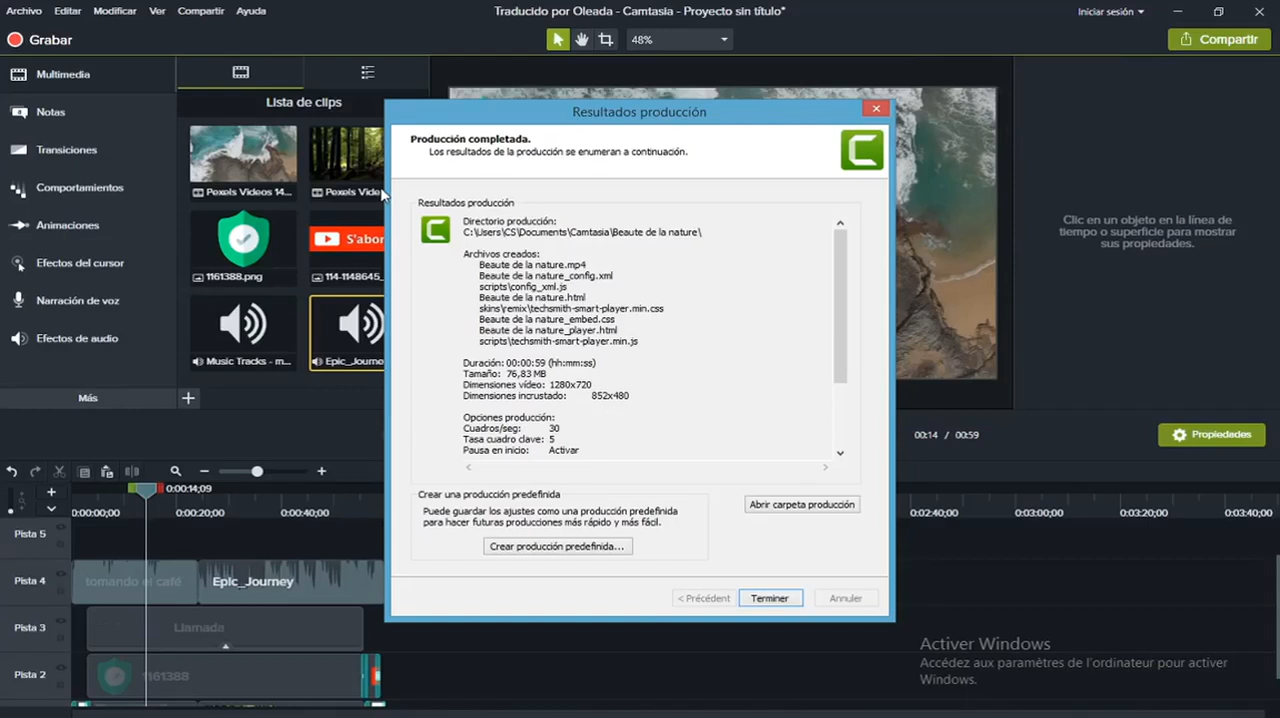 Archivo Editar Modificar Ver Compartir Ayuda
Traducido por Oleada - Camtasia - Proyecto sin título*
Iniciar sesión
Grabar
48%
Compartir
Multimedia
Notas
Transiciones
Comportamientos
Animaciones
Efectos del cursor
Narración de voz
Efectos de audio
Más
Lista de clips
Pexels Videos 14...
Pexels Vide
1161388.png
S'abon
114-1148645_
Music Tracks - m...
Epic_Journe
Resultados producción
Producción completada.
Los resultados de la producción se enumeran a continuación.
Resultados producción
Directorio producción:
C:\Users\CS\Documents\Camtasia\Beaute de la nature\
Archivos creados:
Beaute de la nature.mp4
Beaute de la nature_config.xml
scripts\config_xml.js
Beaute de la nature.html
skins\remix\techsmith-smart-player.min.css
Beaute de la nature_embed.css
Beaute de la nature_player.html
scripts\techsmith-smart-player.min.js
Duración: 00:00:59 (hh:mm:ss)
Tamaño: 76,83 MB
Dimensiones vídeo: 1280x720
Dimensiones incrustado: 852x480
Opciones producción:
Cuadros/seg: 30
Tasa cuadro clave: 5
Pausa en inicio: Activar
Crear una producción predefinida
Puede guardar los ajustes como una producción predefinida
para hacer futuras producciones más rápido y más fácil.
Crear producción predefinida...
Abrir carpeta producción
< Précédent
Terminer
Annuler
Clic en un objeto en la línea de
tiempo o superficie para mostrar
sus propiedades.
00:14 / 00:59
Propiedades
0:00:14;09
0:00:00;00 0:00:20;00 0:00:40;00 0:02:40;00 0:03:00;00 0:03:20;00 0:03:40;00
Pista 5
Pista 4
tomando el café
Epic_Journey
Pista 3
Llamada
Pista 2
1161388
Activer Windows
Accédez aux paramètres de l'ordinateur pour activer
Windows.